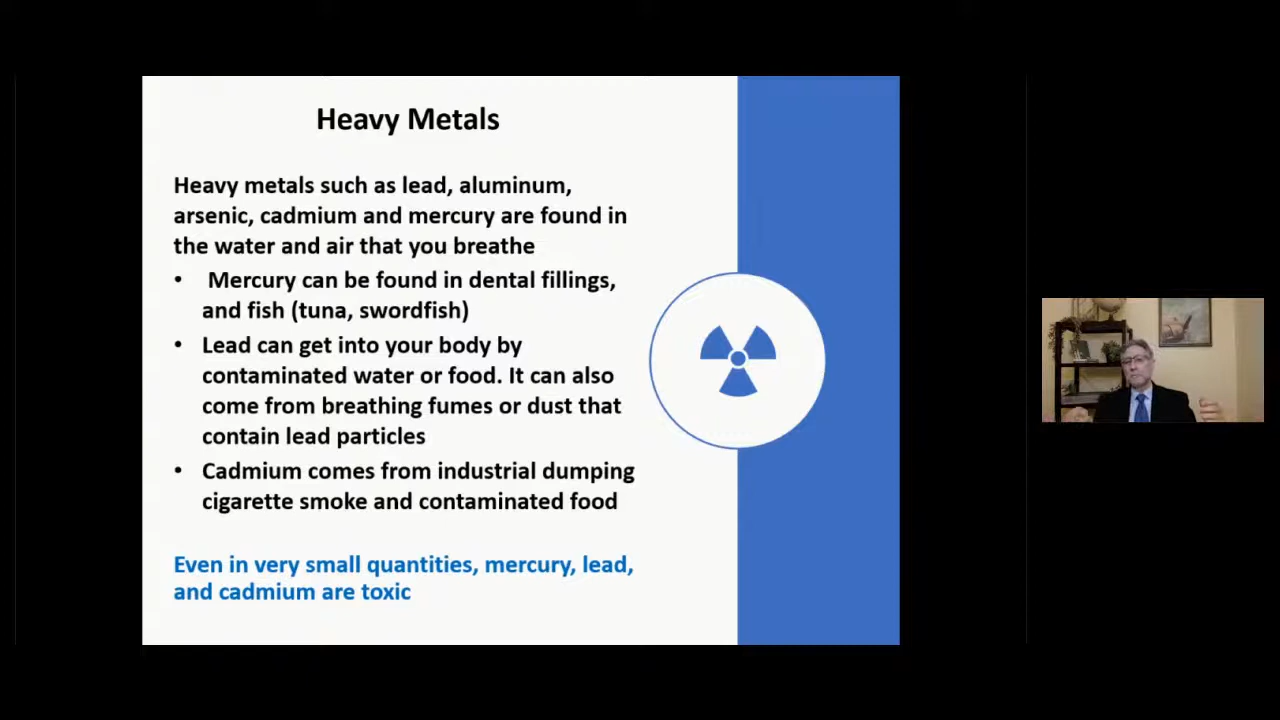 Heavy Metals
Heavy metals such as lead, aluminum,
arsenic, cadmium and mercury are found in
the water and air that you breathe
• Mercury can be found in dental fillings,
and fish (tuna, swordfish)
• Lead can get into your body by
contaminated water or food. It can also
come from breathing fumes or dust that
contain lead particles
• Cadmium comes from industrial dumping
cigarette smoke and contaminated food
Even in very small quantities, mercury, lead,
and cadmium are toxic